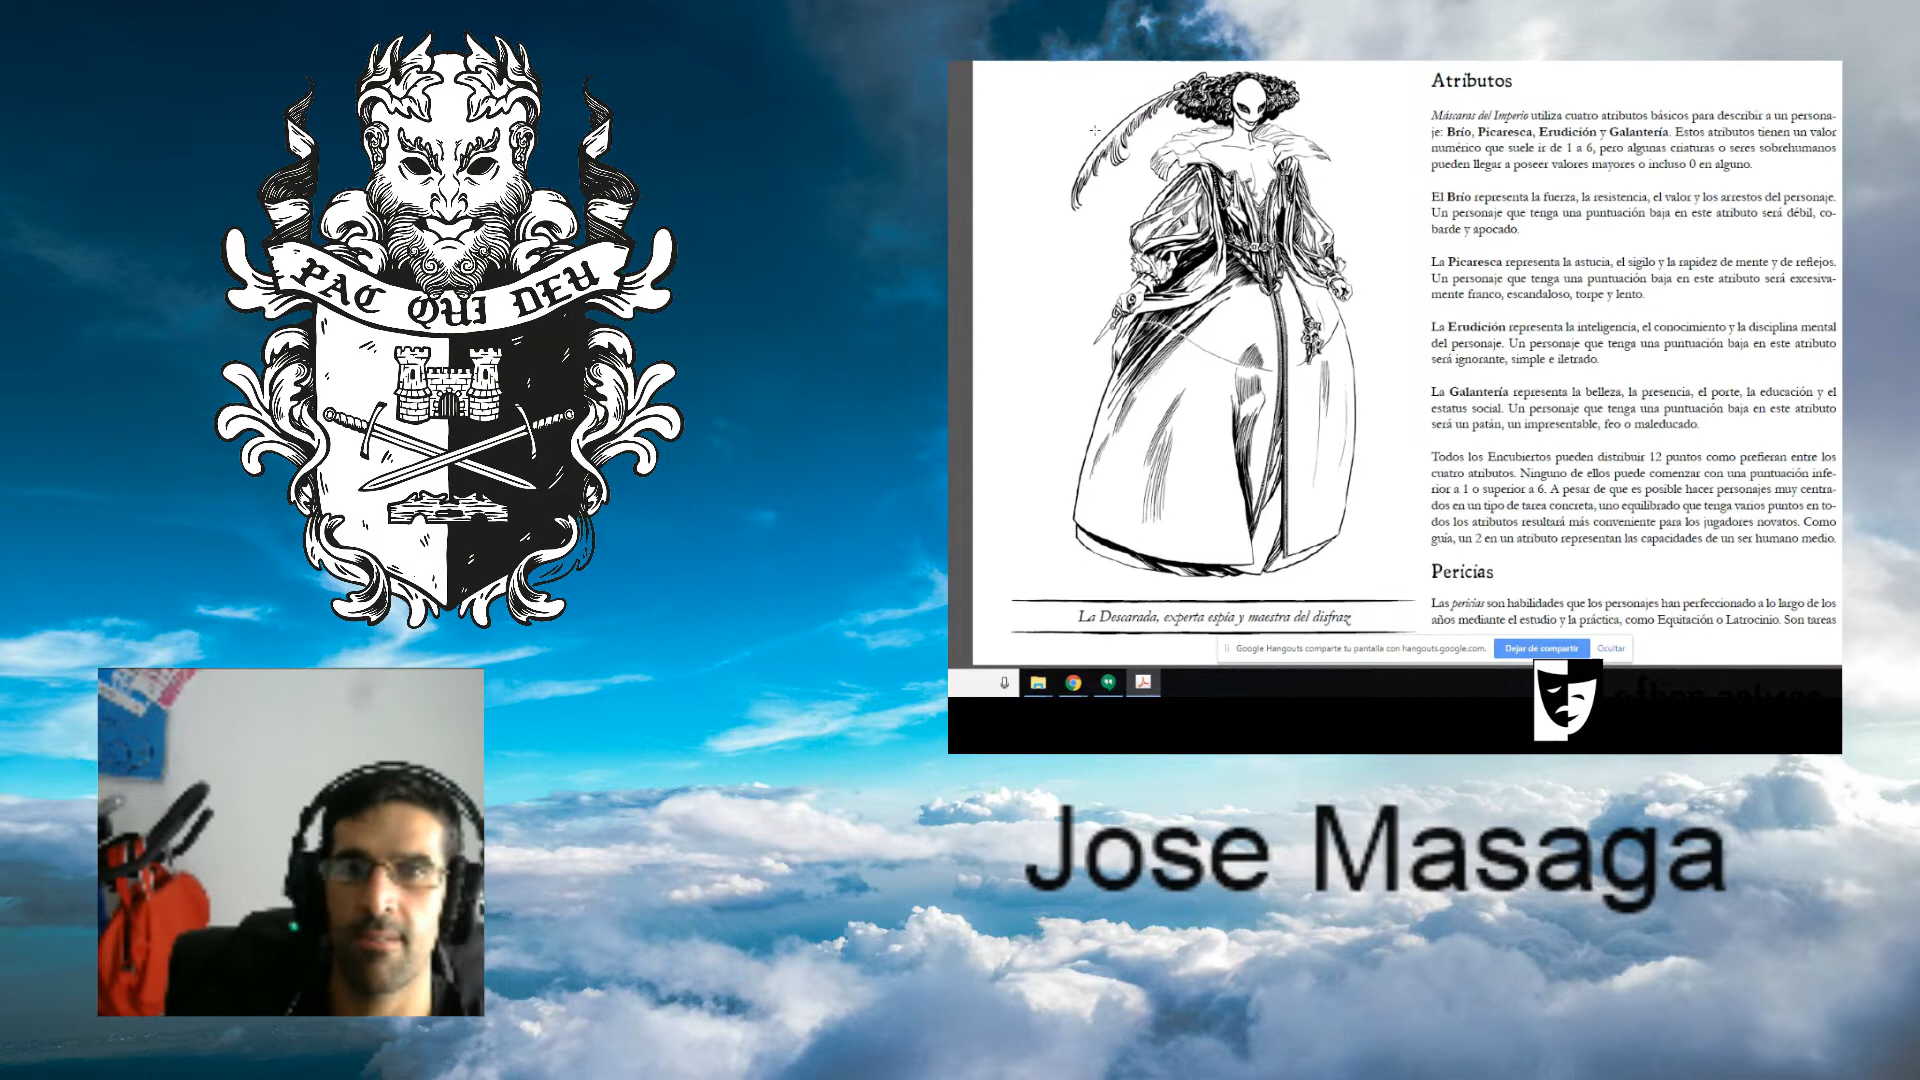 PAC QUI DEU
Atributos
Máscaras del Imperio utiliza cuatro atributos básicos para describir a un persona-
je: Brío, Picaresca, Erudición y Galantería. Estos atributos tienen un valor
numérico que suele ir de 1 a 6, pero algunas criaturas o seres sobrehumanos
pueden llegar a poseer valores mayores o incluso 0 en alguno.
El Brío representa la fuerza, la resistencia, el valor y los arrestos del personaje.
Un personaje que tenga una puntuación baja en este atributo será débil, co-
barde y apocado.
La Picaresca representa la astucia, el sigilo y la rapidez de mente y de reflejos.
Un personaje que tenga una puntuación baja en este atributo será excesiva-
mente franco, escandaloso, torpe y lento.
La Erudición representa la inteligencia, el conocimiento y la disciplina mental
del personaje. Un personaje que tenga una puntuación baja en este atributo
será ignorante, simple e iletrado.
La Galantería representa la belleza, la presencia, el porte, la educación y el
estatus social. Un personaje que tenga una puntuación baja en este atributo
será un patán, un impresentable, feo o maleducado.
Todos los Encubiertos pueden distribuir 12 puntos como prefieran entre los
cuatro atributos. Ninguno de ellos puede comenzar con una puntuación infe-
rior a 1 o superior a 6. A pesar de que es posible hacer personajes muy centra-
dos en un tipo de tarea concreta, uno equilibrado que tenga varios puntos en to-
dos los atributos resultará más conveniente para los jugadores novatos. Como
guía, un 2 en un atributo representan las capacidades de un ser humano medio.
Pericias
Las pericias son habilidades que los personajes han perfeccionado a lo largo de los
años mediante el estudio y la práctica, como Equitación o Latrocinio. Son tareas
La Descarada, experta espía y maestra del disfraz
Google Hangouts comparte tu pantalla con hangouts.google.com.
Dejar de compartir
Ocultar
Jose Masaga